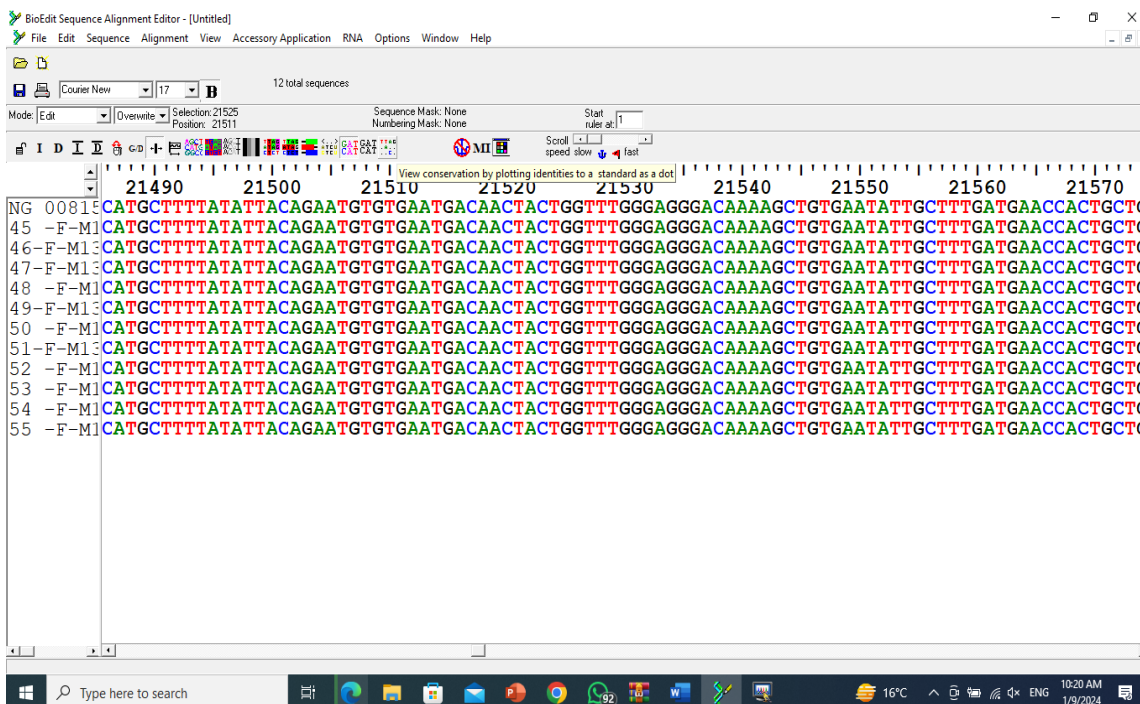 BioEdit Sequence Alignment Editor - [Untitled]
File Edit Sequence Alignment View Accessory Application RNA Options Window Help
Courier New 17 B 12 total sequences
Mode: Edit Overwrite Selection: 21525 Sequence Mask: None Start
Position: 21511 Numbering Mask: None ruler at: 1
I D I D G/D GAT GAT CAT CAT MI Scroll speed slow fast
View conservation by plotting identities to a standard as a dot
21490 21500 21510 21520 21530 21540 21550 21560 21570
NG 00815 CATGCTTTTATATTACAGAATGTGTGAATGACAACTACTGGTTTGGGAGGGACAAAAGCTGTGAATATTGCTTTGATGAACCACTGCT
45 -F-M1 CATGCTTTTATATTACAGAATGTGTGAATGACAACTACTGGTTTGGGAGGGACAAAAGCTGTGAATATTGCTTTGATGAACCACTGCT
46-F-M13 CATGCTTTTATATTACAGAATGTGTGAATGACAACTACTGGTTTGGGAGGGACAAAAGCTGTGAATATTGCTTTGATGAACCACTGCT
47-F-M13 CATGCTTTTATATTACAGAATGTGTGAATGACAACTACTGGTTTGGGAGGGACAAAAGCTGTGAATATTGCTTTGATGAACCACTGCT
48 -F-M1 CATGCTTTTATATTACAGAATGTGTGAATGACAACTACTGGTTTGGGAGGGACAAAAGCTGTGAATATTGCTTTGATGAACCACTGCT
49-F-M13 CATGCTTTTATATTACAGAATGTGTGAATGACAACTACTGGTTTGGGAGGGACAAAAGCTGTGAATATTGCTTTGATGAACCACTGCT
50 -F-M1 CATGCTTTTATATTACAGAATGTGTGAATGACAACTACTGGTTTGGGAGGGACAAAAGCTGTGAATATTGCTTTGATGAACCACTGCT
51-F-M13 CATGCTTTTATATTACAGAATGTGTGAATGACAACTACTGGTTTGGGAGGGACAAAAGCTGTGAATATTGCTTTGATGAACCACTGCT
52 -F-M1 CATGCTTTTATATTACAGAATGTGTGAATGACAACTACTGGTTTGGGAGGGACAAAAGCTGTGAATATTGCTTTGATGAACCACTGCT
53 -F-M1 CATGCTTTTATATTACAGAATGTGTGAATGACAACTACTGGTTTGGGAGGGACAAAAGCTGTGAATATTGCTTTGATGAACCACTGCT
54 -F-M1 CATGCTTTTATATTACAGAATGTGTGAATGACAACTACTGGTTTGGGAGGGACAAAAGCTGTGAATATTGCTTTGATGAACCACTGCT
55 -F-M1 CATGCTTTTATATTACAGAATGTGTGAATGACAACTACTGGTTTGGGAGGGACAAAAGCTGTGAATATTGCTTTGATGAACCACTGCT
Type here to search 92 16°C ENG 10:20 AM
1/9/2024